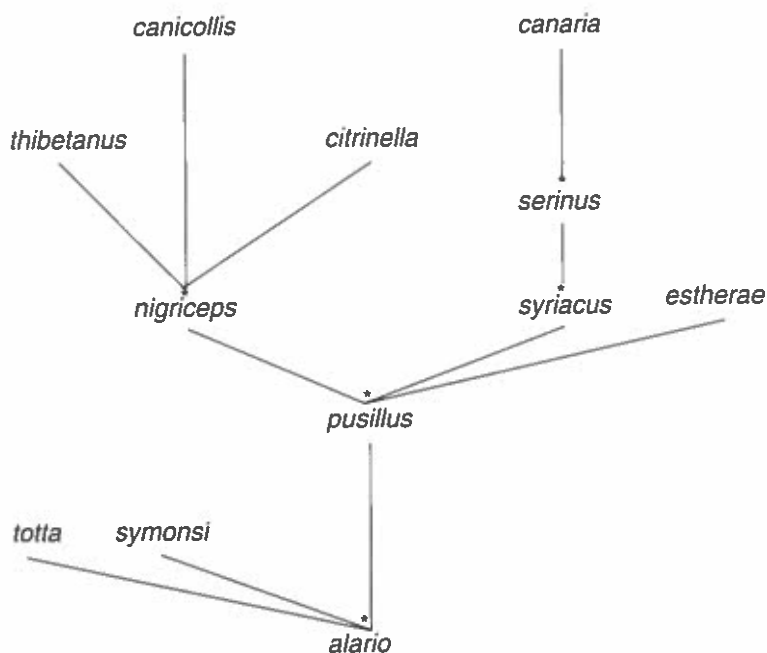 canicollis
canaria
thibetanus
citrinella
serinus
nigriceps
syriacus
estherae
pusillus
totta
symonsi
alario